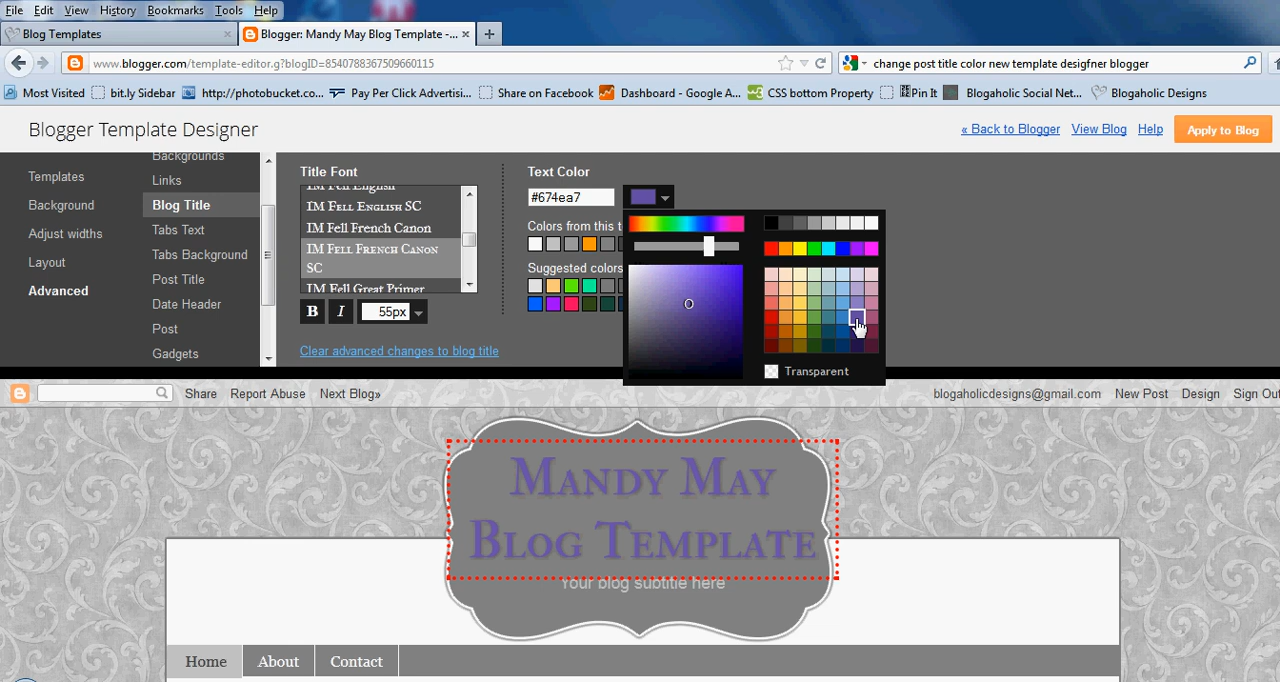 File Edit View History Bookmarks Tools Help
Blog Templates
Blogger: Mandy May Blog Template -...
www.blogger.com/template-editor.g?blogID=8540788367509660115
change post title color new template desigfner blogger
Most Visited bit.ly Sidebar http://photobucket.co... Pay Per Click Advertisi... Share on Facebook Dashboard - Google A... CSS bottom Property Pin It Blogaholic Social Net... Blogaholic Designs
Blogger Template Designer
« Back to Blogger View Blog Help Apply to Blog
Templates
Background
Adjust widths
Layout
Advanced
Backgrounds
Links
Blog Title
Tabs Text
Tabs Background
Post Title
Date Header
Post
Gadgets
Title Font
IM Fell English
IM Fell English SC
IM Fell French Canon
IM Fell French Canon
SC
IM Fell Great Primer
B I 55px
Clear advanced changes to blog title
Text Color
#674ea7
Colors from this t
Suggested colors
Transparent
Share Report Abuse Next Blog»
blogaholicdesigns@gmail.com New Post Design Sign Out
Mandy May
Blog Template
Your blog subtitle here
Home About Contact